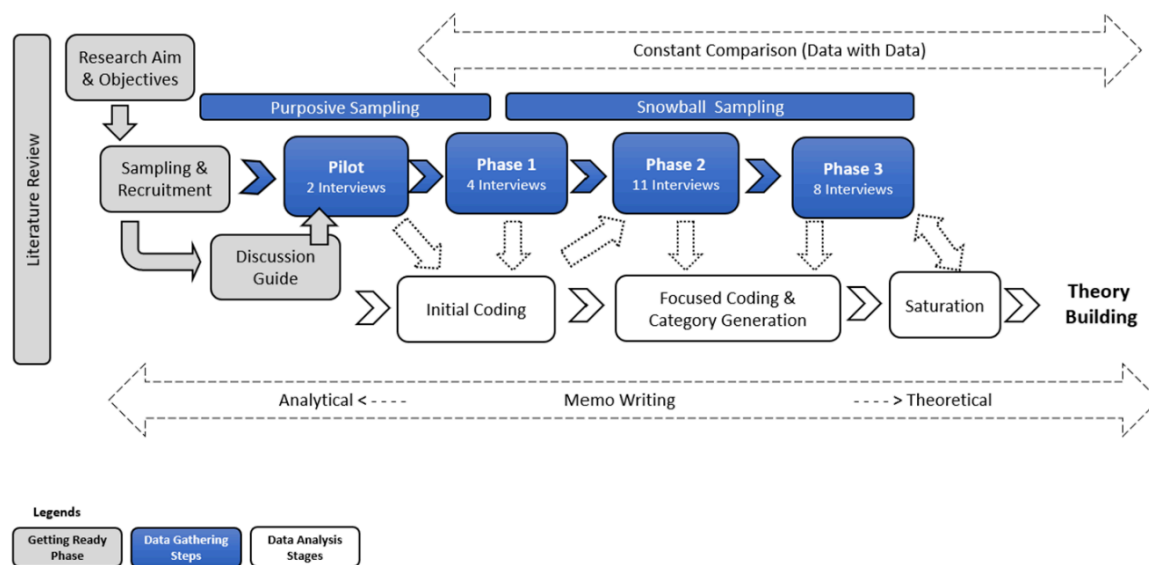 Literature Review
Research Aim
& Objectives
Constant Comparison (Data with Data)
Purposive Sampling
Snowball Sampling
Sampling &
Recruitment
Pilot
2 Interviews
Phase 1
4 Interviews
Phase 2
11 Interviews
Phase 3
8 Interviews
Discussion
Guide
Initial Coding
Focused Coding &
Category Generation
Saturation
Theory
Building
Analytical < - - - -
Memo Writing
- - - - > Theoretical
Legends
Getting Ready
Phase
Data Gathering
Steps
Data Analysis
Stages